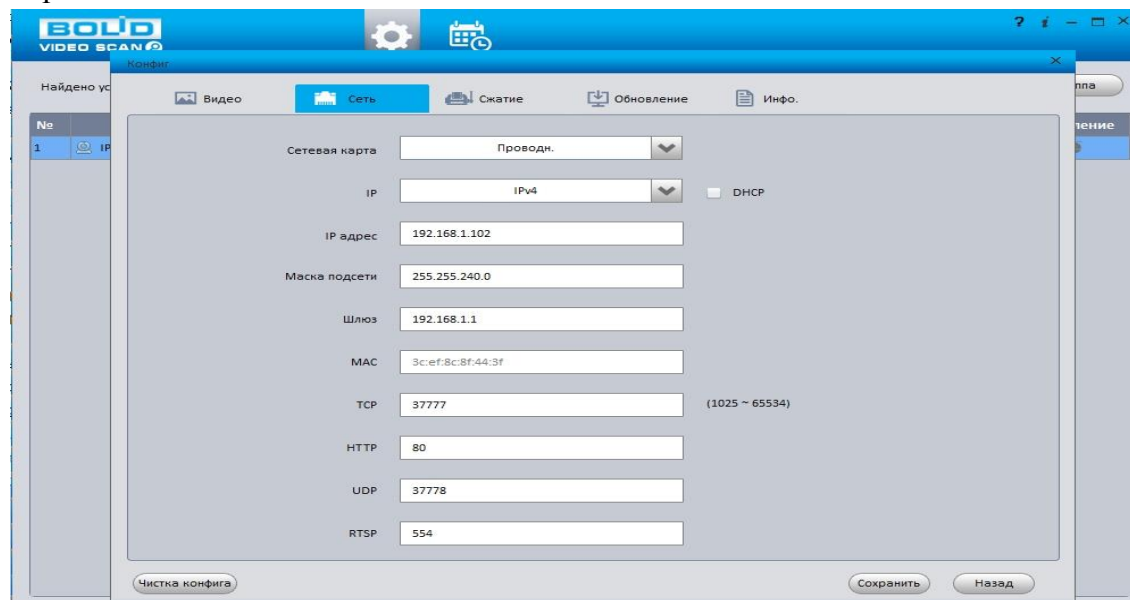 BOLID
VIDEO SCAN
? i
Конфиг
Найдено ус
ппа
Видео Сеть Сжатие Обновление Инфо.
№ ление
1 IP
Сетевая карта Проводн.
IP IPv4 DHCP
IP адрес 192.168.1.102
Маска подсети 255.255.240.0
Шлюз 192.168.1.1
MAC 3c:ef:8c:8f:44:3f
TCP 37777 (1025 ~ 65534)
HTTP 80
UDP 37778
RTSP 554
Чистка конфига Сохранить Назад